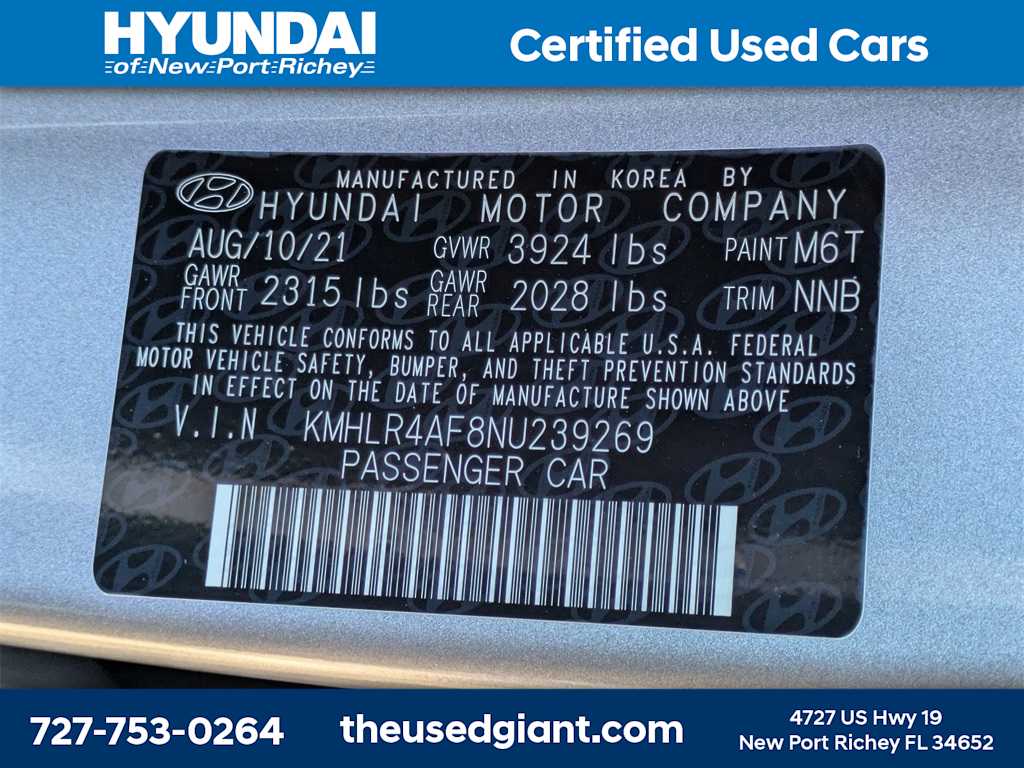 HYUNDAI
of New Port Richey
Certified Used Cars
MANUFACTURED IN KOREA BY
HYUNDAI MOTOR COMPANY
AUG/10/21 GVWR 3924 lbs PAINT M6T
GAWR FRONT 2315 lbs GAWR REAR 2028 lbs TRIM NNB
THIS VEHICLE CONFORMS TO ALL APPLICABLE U.S.A. FEDERAL
MOTOR VEHICLE SAFETY, BUMPER, AND THEFT PREVENTION STANDARDS
IN EFFECT ON THE DATE OF MANUFACTURE SHOWN ABOVE
V.I.N KMHLR4AF8NU239269
PASSENGER CAR
727-753-0264
theusedgiant.com
4727 US Hwy 19
New Port Richey FL 34652